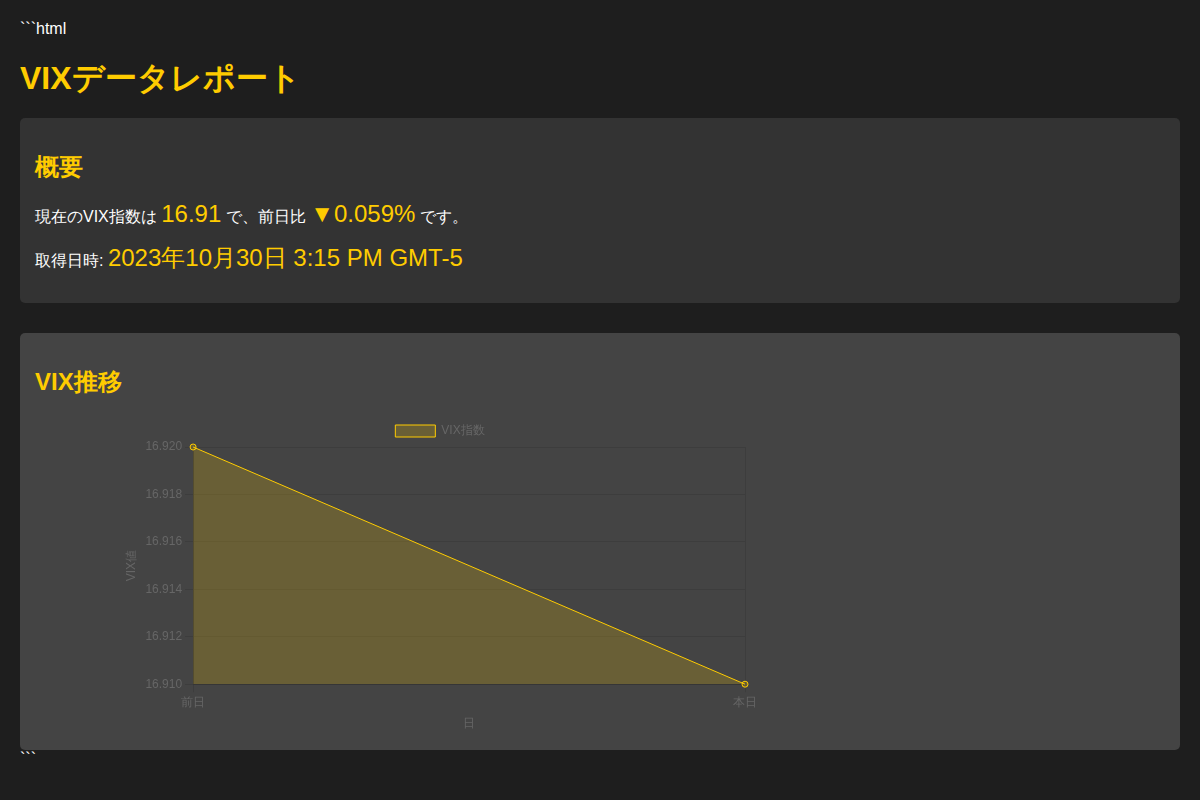 ```html
VIXデータレポート
概要
現在のVIX指数は 16.91 で、前日比 ▼0.059% です。
取得日時: 2023年10月30日 3:15 PM GMT-5
VIX推移
VIX指数
16.920
16.918
16.916
16.914
16.912
16.910
VIX値
前日
本日
日
```